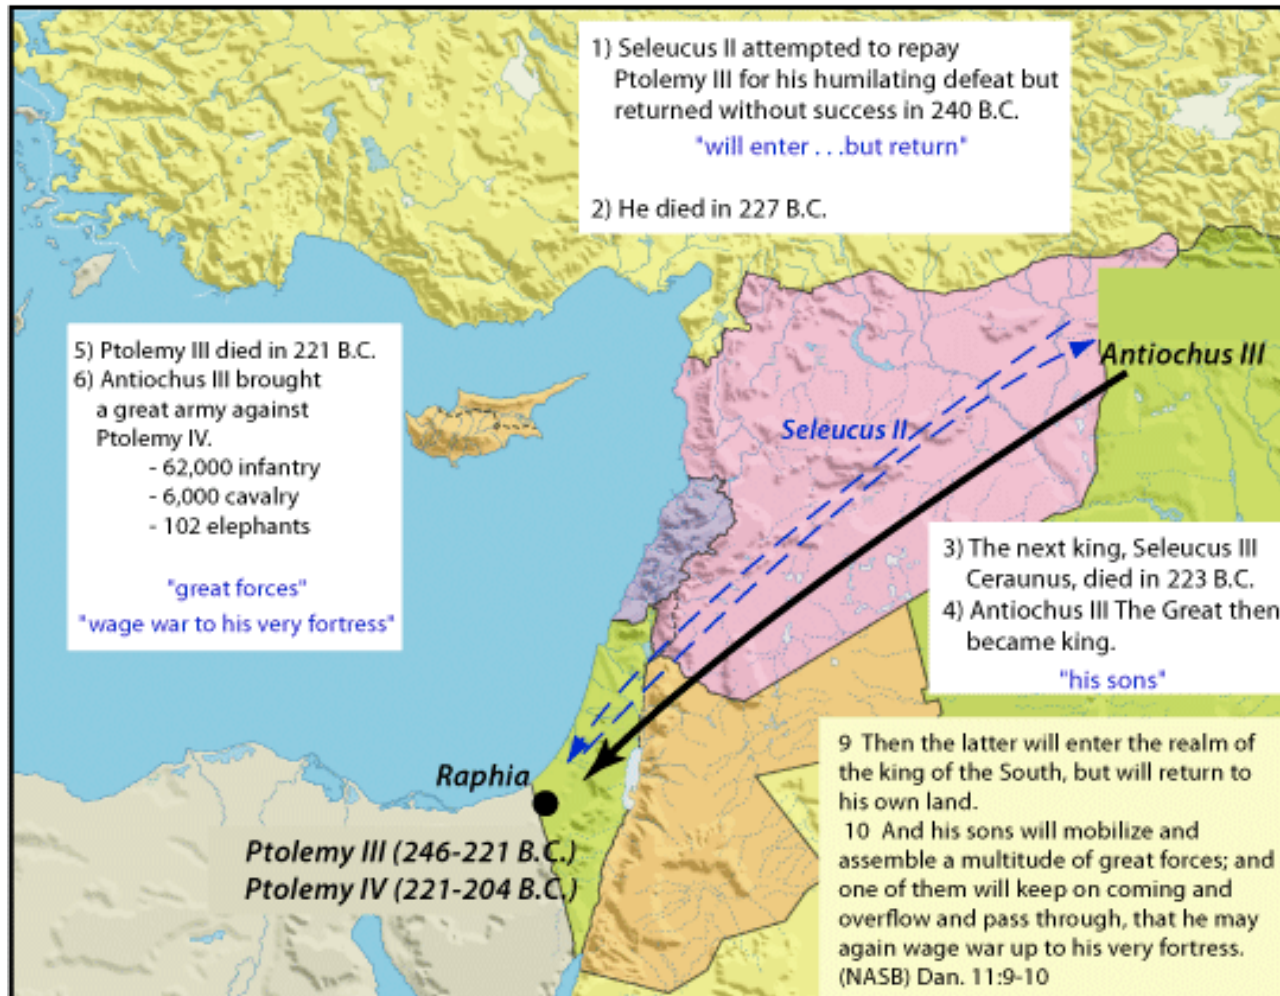 1) Seleucus II attempted to repay
Ptolemy III for his humilating defeat but
returned without success in 240 B.C.
"will enter . . .but return"
2) He died in 227 B.C.
5) Ptolemy III died in 221 B.C.
6) Antiochus III brought
a great army against
Ptolemy IV.
- 62,000 infantry
- 6,000 cavalry
- 102 elephants
"great forces"
"wage war to his very fortress"
Antiochus III
Seleucus II
3) The next king, Seleucus III
Ceraunus, died in 223 B.C.
4) Antiochus III The Great then
became king.
"his sons"
Raphia
Ptolemy III (246-221 B.C.)
Ptolemy IV (221-204 B.C.)
9 Then the latter will enter the realm of
the king of the South, but will return to
his own land.
10 And his sons will mobilize and
assemble a multitude of great forces; and
one of them will keep on coming and
overflow and pass through, that he may
again wage war up to his very fortress.
(NASB) Dan. 11:9-10